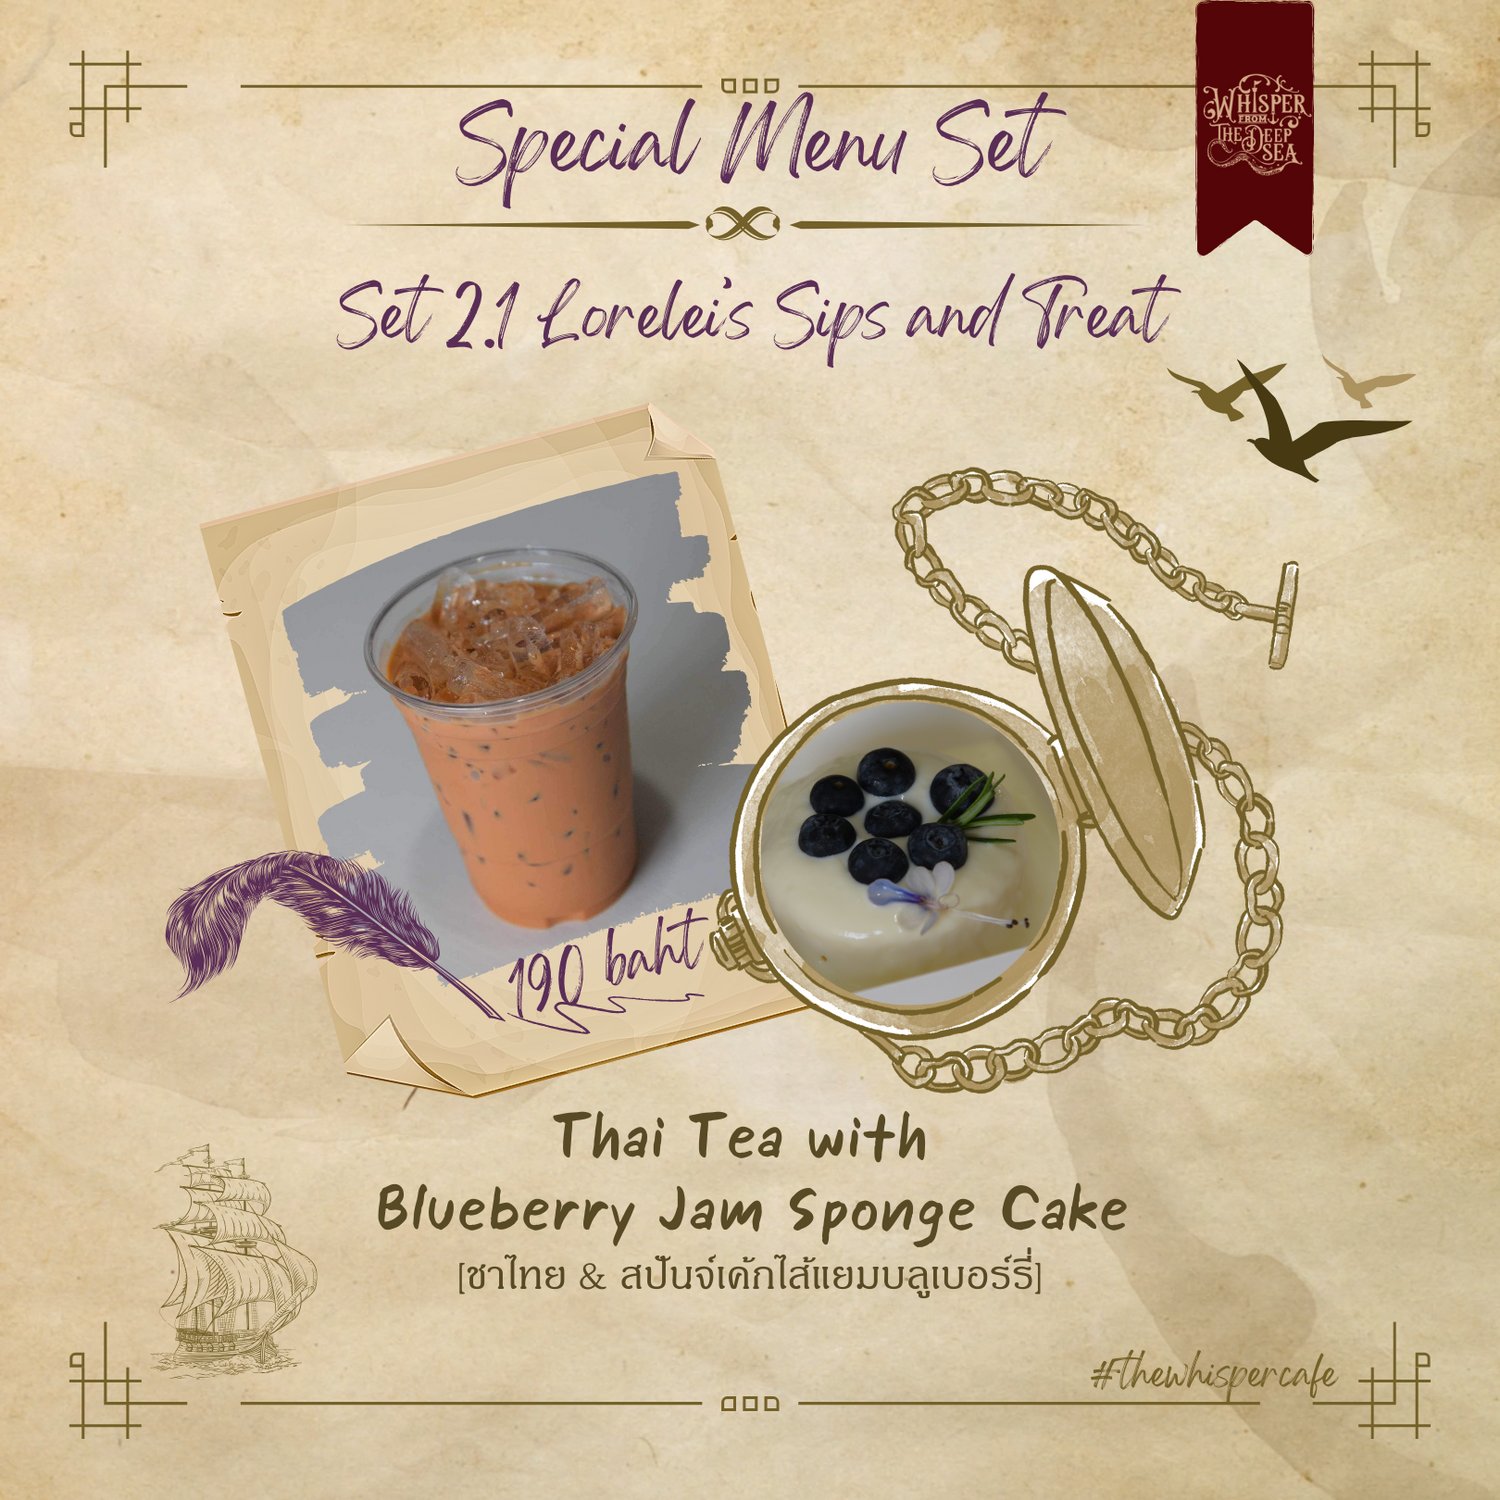 WHISPER
FROM
THE DEEP
SEA
Special Menu Set
Set 2.1 Lorelei's Sips and Treat
190 baht
Thai Tea with
Blueberry Jam Sponge Cake
[ชาไทย & สปันจ์เค้กไส้แยมบลูเบอร์รี่]
#thewhispercafe